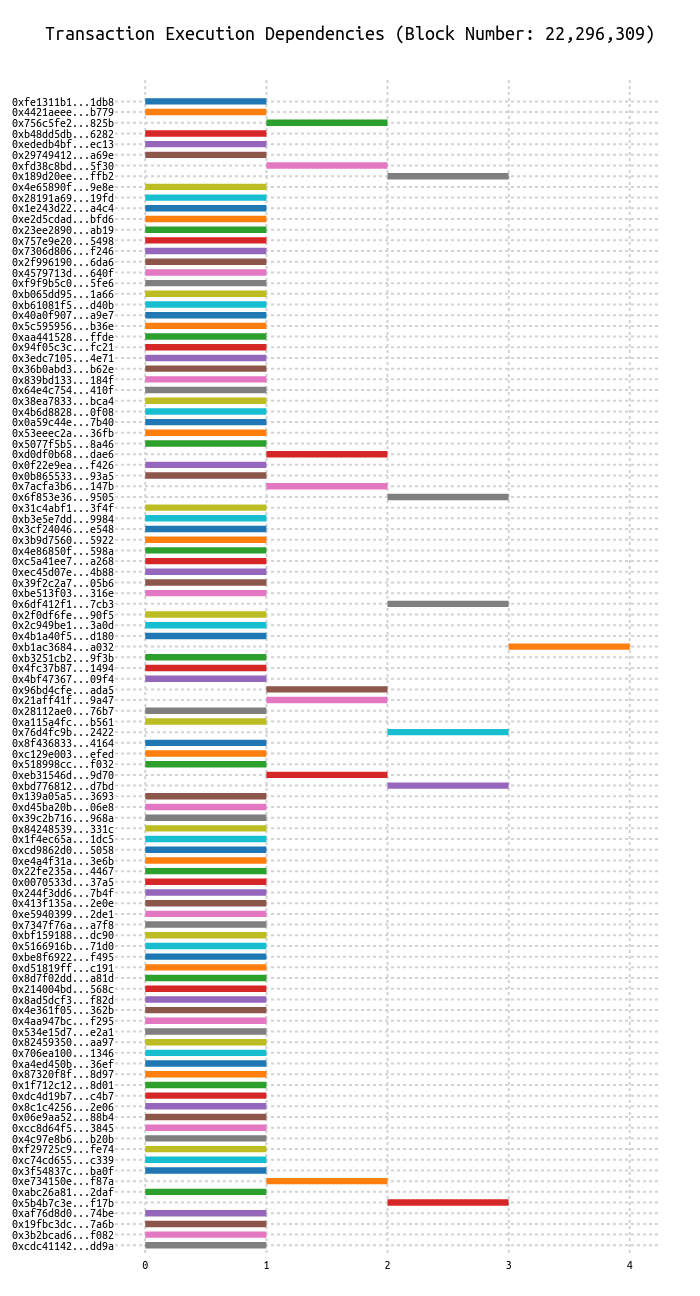 Transaction Execution Dependencies (Block Number: 22,296,309)
0xfe1311b1...1db8
0x4421aeee...b779
0x756c5fe2...825b
0xb48dd5db...6282
0xededb4bf...ec13
0x29749412...a69e
0xfd38c8bd...5f30
0x189d20ee...ffb2
0x4e65890f...9e8e
0x28191a69...19fd
0x1e243d22...a4c4
0xe2d5cdad...bfd6
0x23ee2890...ab19
0x757e9e20...5498
0x7306d806...f246
0x2f996190...6da6
0x4579713d...640f
0xf9f9b5c0...5fe6
0xb065dd95...1a66
0xb61081f5...d40b
0x40a0f907...a9e7
0x5c595956...b36e
0xaa441528...ffde
0x94f05c3c...fc21
0x3edc7105...4e71
0x36b0abd3...b62e
0x839bd133...184f
0x64e4c754...410f
0x38ea7833...bca4
0x4b6d8828...0f08
0x0a59c44e...7b40
0x53eeec2a...36fb
0x5077f5b5...8a46
0xd0df0b68...dae6
0x0f22e9ea...f426
0x0b865533...93a5
0x7acfa3b6...147b
0x6f853e36...9505
0x31c4abf1...3f4f
0xb3e5e7dd...9984
0x3cf24046...e548
0x3b9d7560...5922
0x4e86850f...598a
0xc5a41ee7...a268
0xec45d07e...4b88
0x39f2c2a7...05b6
0xbe513f03...316e
0x6df412f1...7cb3
0x2f0df6fe...90f5
0x2c949be1...3a0d
0x4b1a40f5...d180
0xb1ac3684...a032
0xb3251cb2...9f3b
0x4fc37b87...1494
0x4bf47367...09f4
0x96bd4cfe...ada5
0x21aff41f...9a47
0x28112ae0...76b7
0xa115a4fc...b561
0x76d4fc9b...2422
0x8f436833...4164
0xc129e003...efed
0x518998cc...f032
0xeb31546d...9d70
0xbd776812...d7bd
0x139a05a5...3693
0xd45ba20b...06e8
0x39c2b716...968a
0x84248539...331c
0x1f4ec65a...1dc5
0xcd9862d0...5058
0xe4a4f31a...3e6b
0x22fe235a...4467
0x0070533d...37a5
0x244f3dd6...7b4f
0x413f135a...2e0e
0xe5940399...2de1
0x7347f76a...a7f8
0xbf159188...dc90
0x5166916b...71d0
0xbe8f6922...f495
0xd51819ff...c191
0x8d7f02dd...a81d
0x214004bd...568c
0x8ad5dcf3...f82d
0x4e361f05...362b
0x4aa947bc...f295
0x534e15d7...e2a1
0x82459350...aa97
0x706ea100...1346
0xa4ed450b...36ef
0x87320f8f...8d97
0x1f712c12...8d01
0xdc4d19b7...c4b7
0x8c1c4256...2e06
0x06e9aa52...88b4
0xcc8d64f5...3845
0x4c97e8b6...b20b
0xf29725c9...fe74
0xc74cd655...c339
0x3f54837c...ba0f
0xe734150e...f87a
0xabc26a81...2daf
0x5b4b7c3e...f17b
0xaf76d8d0...74be
0x19fbc3dc...7a6b
0x3b2bcad6...f082
0xcdc41142...dd9a
0 1 2 3 4